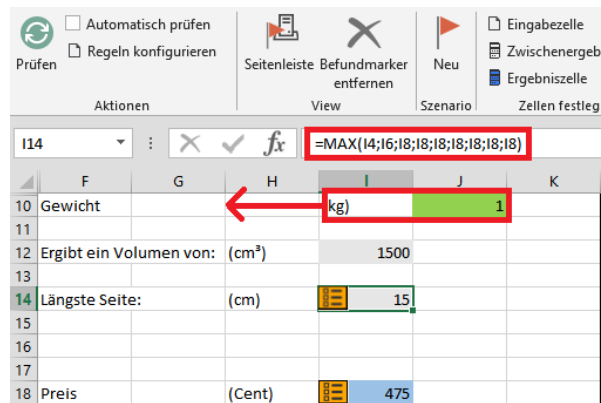 Automatisch prüfen
Regeln konfigurieren
Prüfen
Aktionen
Seitenleiste Befundmarker
entfernen
View
Neu
Szenario
Eingabezelle
Zwischenergeb
Ergebniszelle
Zellen festleg
I14 fx =MAX(I4;I6;I8;I8;I8;I8;I8;I8;I8)
F G H I J K
10 Gewicht kg) 1
11
12 Ergibt ein Volumen von: (cm³) 1500
13
14 Längste Seite: (cm) 15
15
16
17
18 Preis (Cent) 475